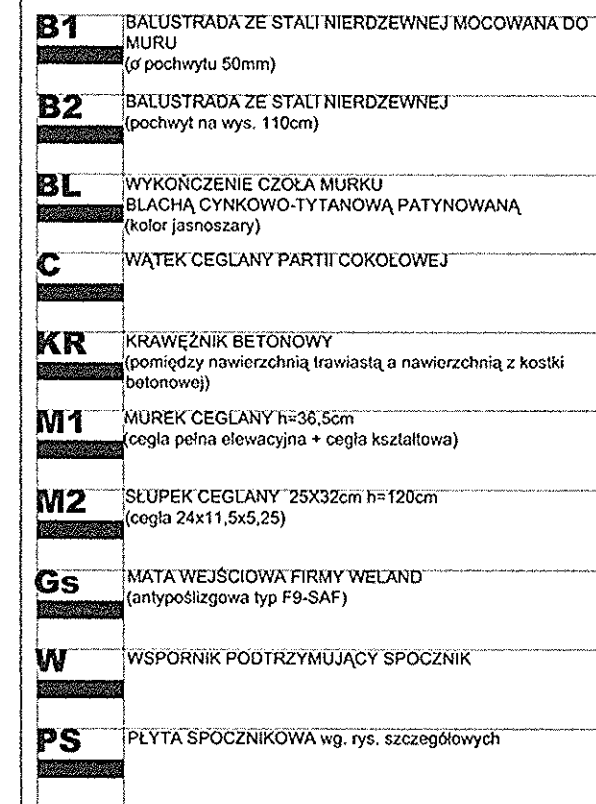 B1 BALUSTRADA ZE STALI NIERDZEWNEJ MOCOWANA DO
MURU
(σ pochwytu 50mm)
B2 BALUSTRADA ZE STALI NIERDZEWNEJ
(pochwyt na wys. 110cm)
BL WYKOŃCZENIE CZOŁA MURKU
BLACHĄ CYNKOWO-TYTANOWĄ PATYNOWANĄ
(kolor jasnoszary)
C WĄTEK CEGLANY PARTII COKOŁOWEJ
KR KRAWĘŻNIK BETONOWY
(pomiędzy nawierzchnią trawiastą a nawierzchnią z kostki
betonowej)
M1 MUREK CEGLANY h=36,5cm
(cegła pełna elewacyjna + cegła kształtowa)
M2 SŁUPEK CEGLANY 25X32cm h=120cm
(cegła 24x11,5x5,25)
Gs MATA WEJŚCIOWA FIRMY WELAND
(antypoślizgowa typ F9-SAF)
W WSPORNIK PODTRZYMUJĄCY SPOCZNIK
PS PŁYTA SPOCZNIKOWA wg. rys. szczegółowych